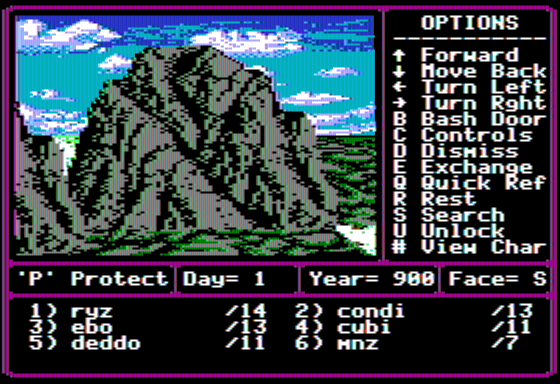 OPTIONS
------------
↑ Forward
↓ Move Back
← Turn Left
→ Turn Rght
B Bash Door
C Controls
D Dismiss
E Exchange
Q Quick Ref
R Rest
S Search
U Unlock
# View Char
'P' Protect Day= 1 Year= 900 Face= S
1) ryz /14 2) condi /13
3) ebo /13 4) cubi /11
5) deddo /11 6) mnz /7